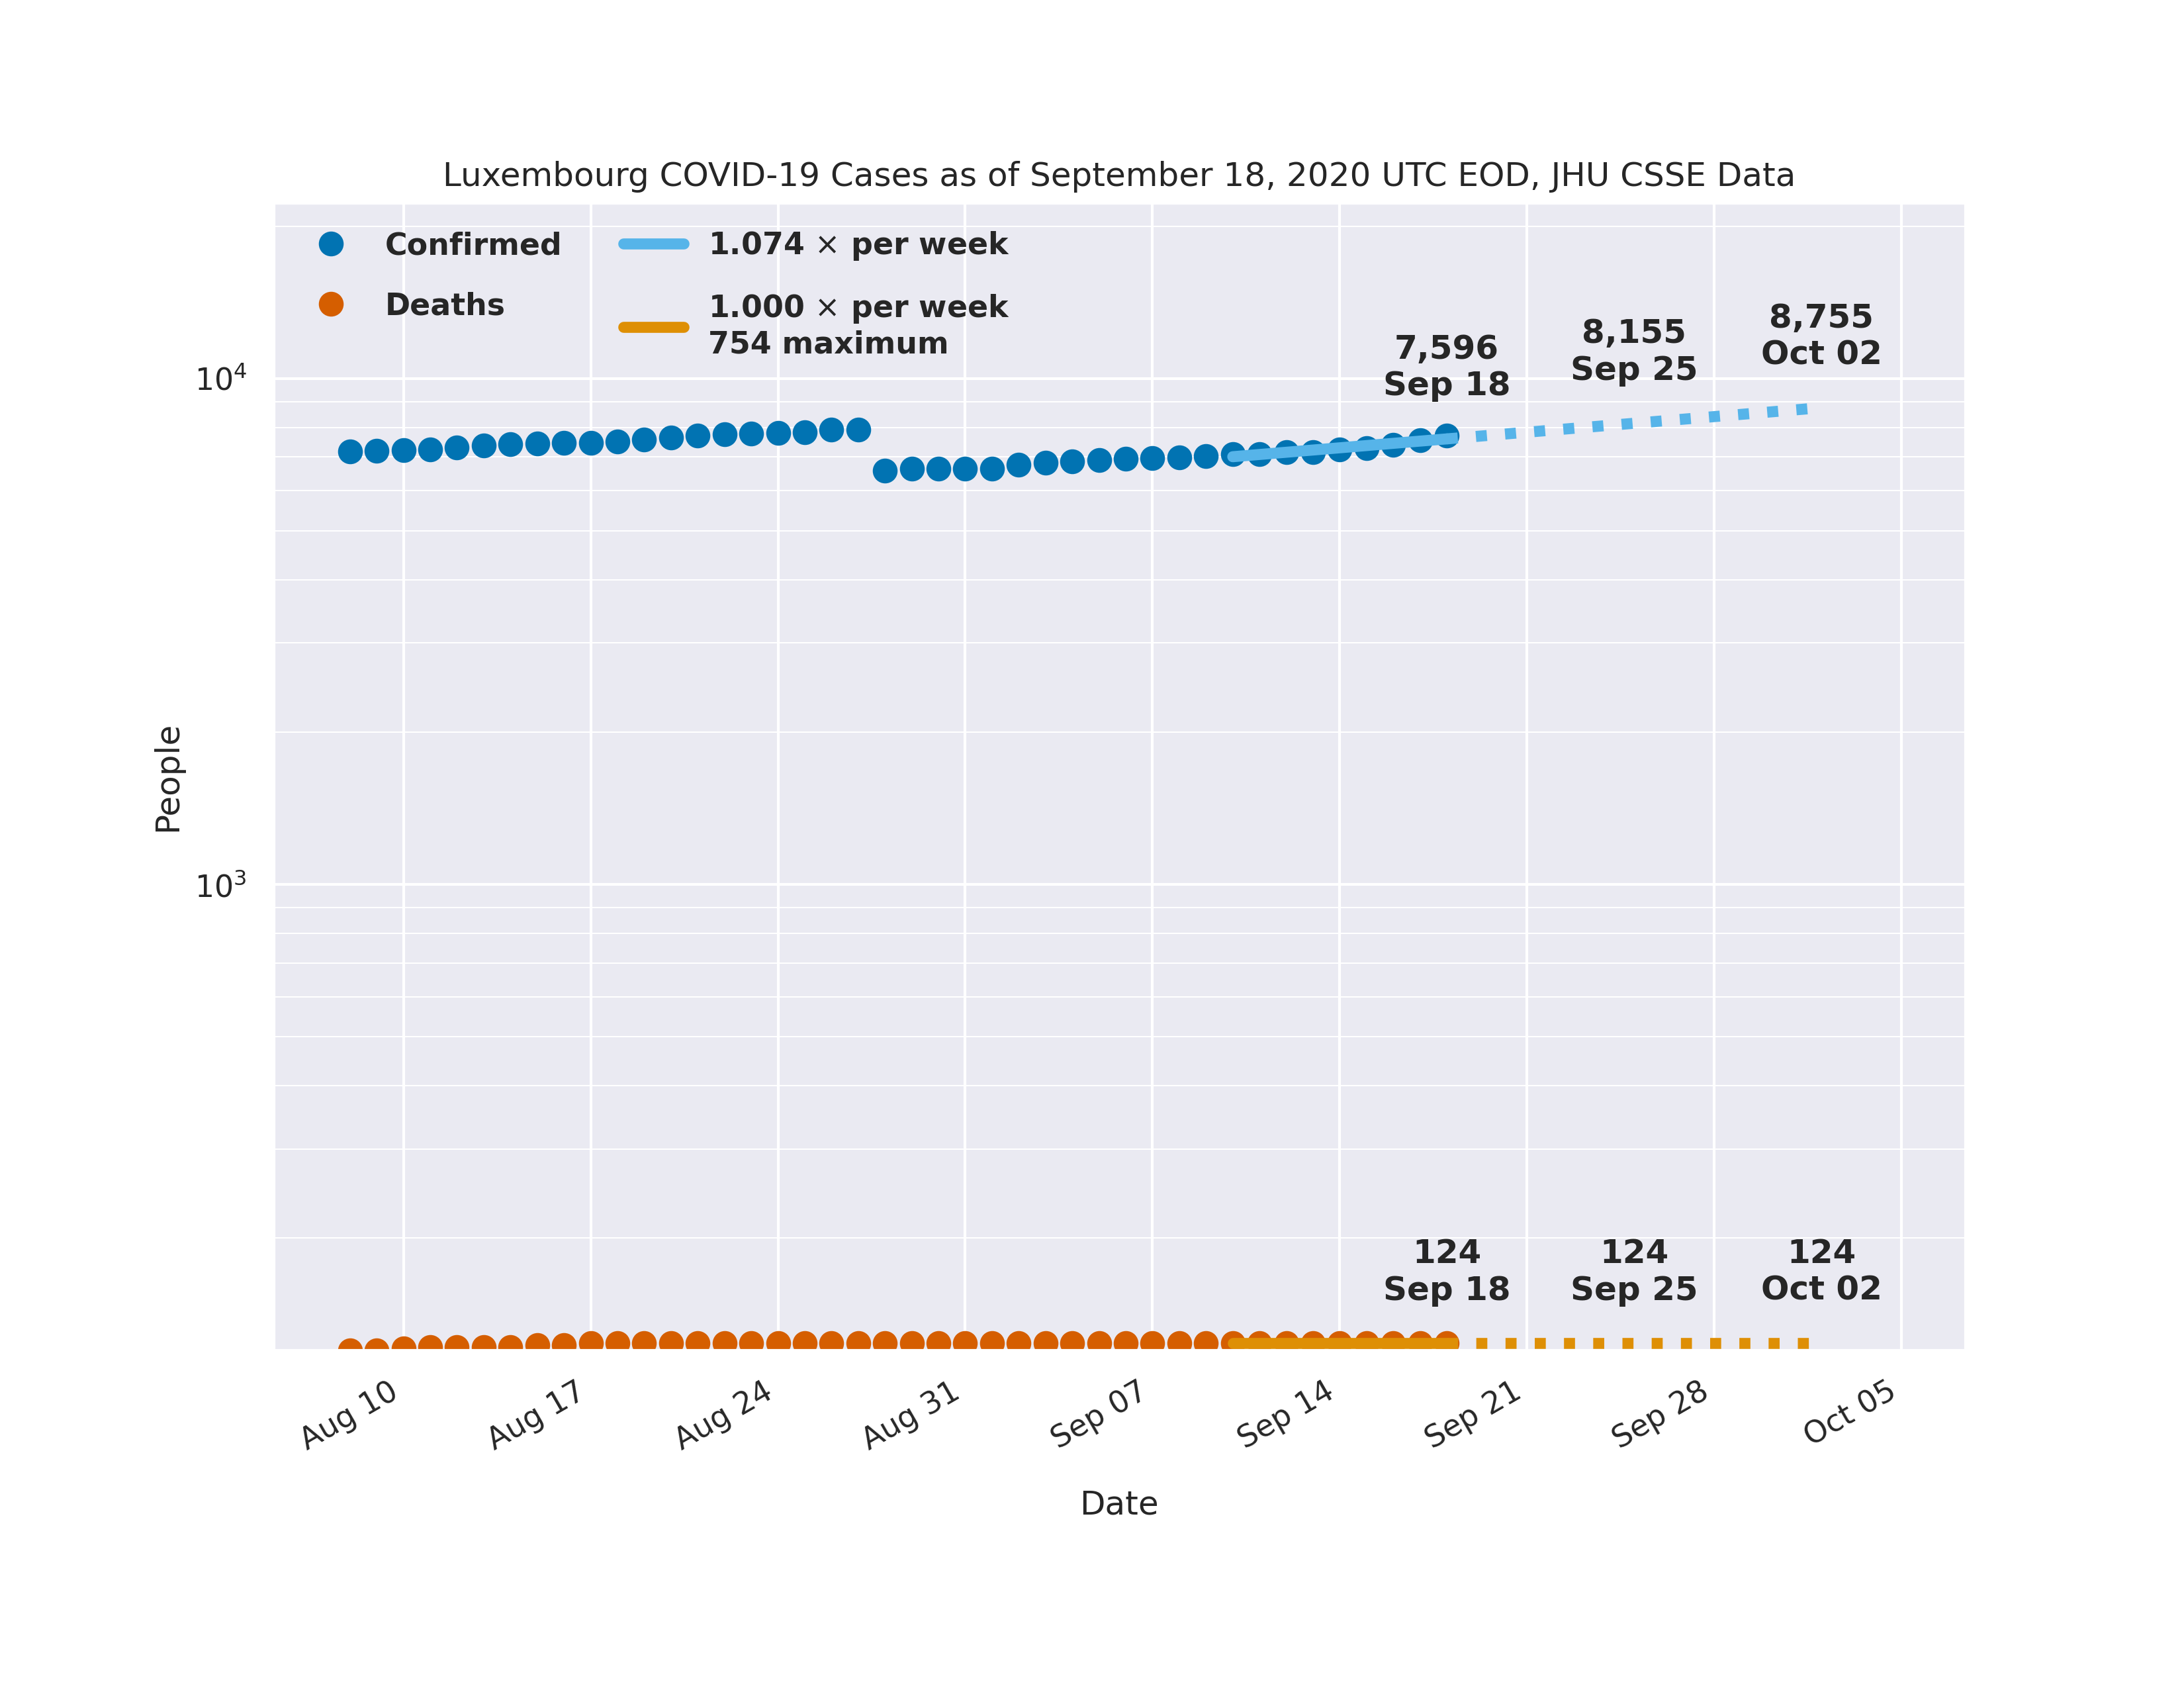 Luxembourg COVID-19 Cases as of September 18, 2020 UTC EOD, JHU CSSE Data
Confirmed
Deaths
1.074 × per week
1.000 × per week
754 maximum
7,596
Sep 18
8,155
Sep 25
8,755
Oct 02
10⁴
10³
People
124
Sep 18
124
Sep 25
124
Oct 02
Aug 10
Aug 17
Aug 24
Aug 31
Sep 07
Sep 14
Sep 21
Sep 28
Oct 05
Date